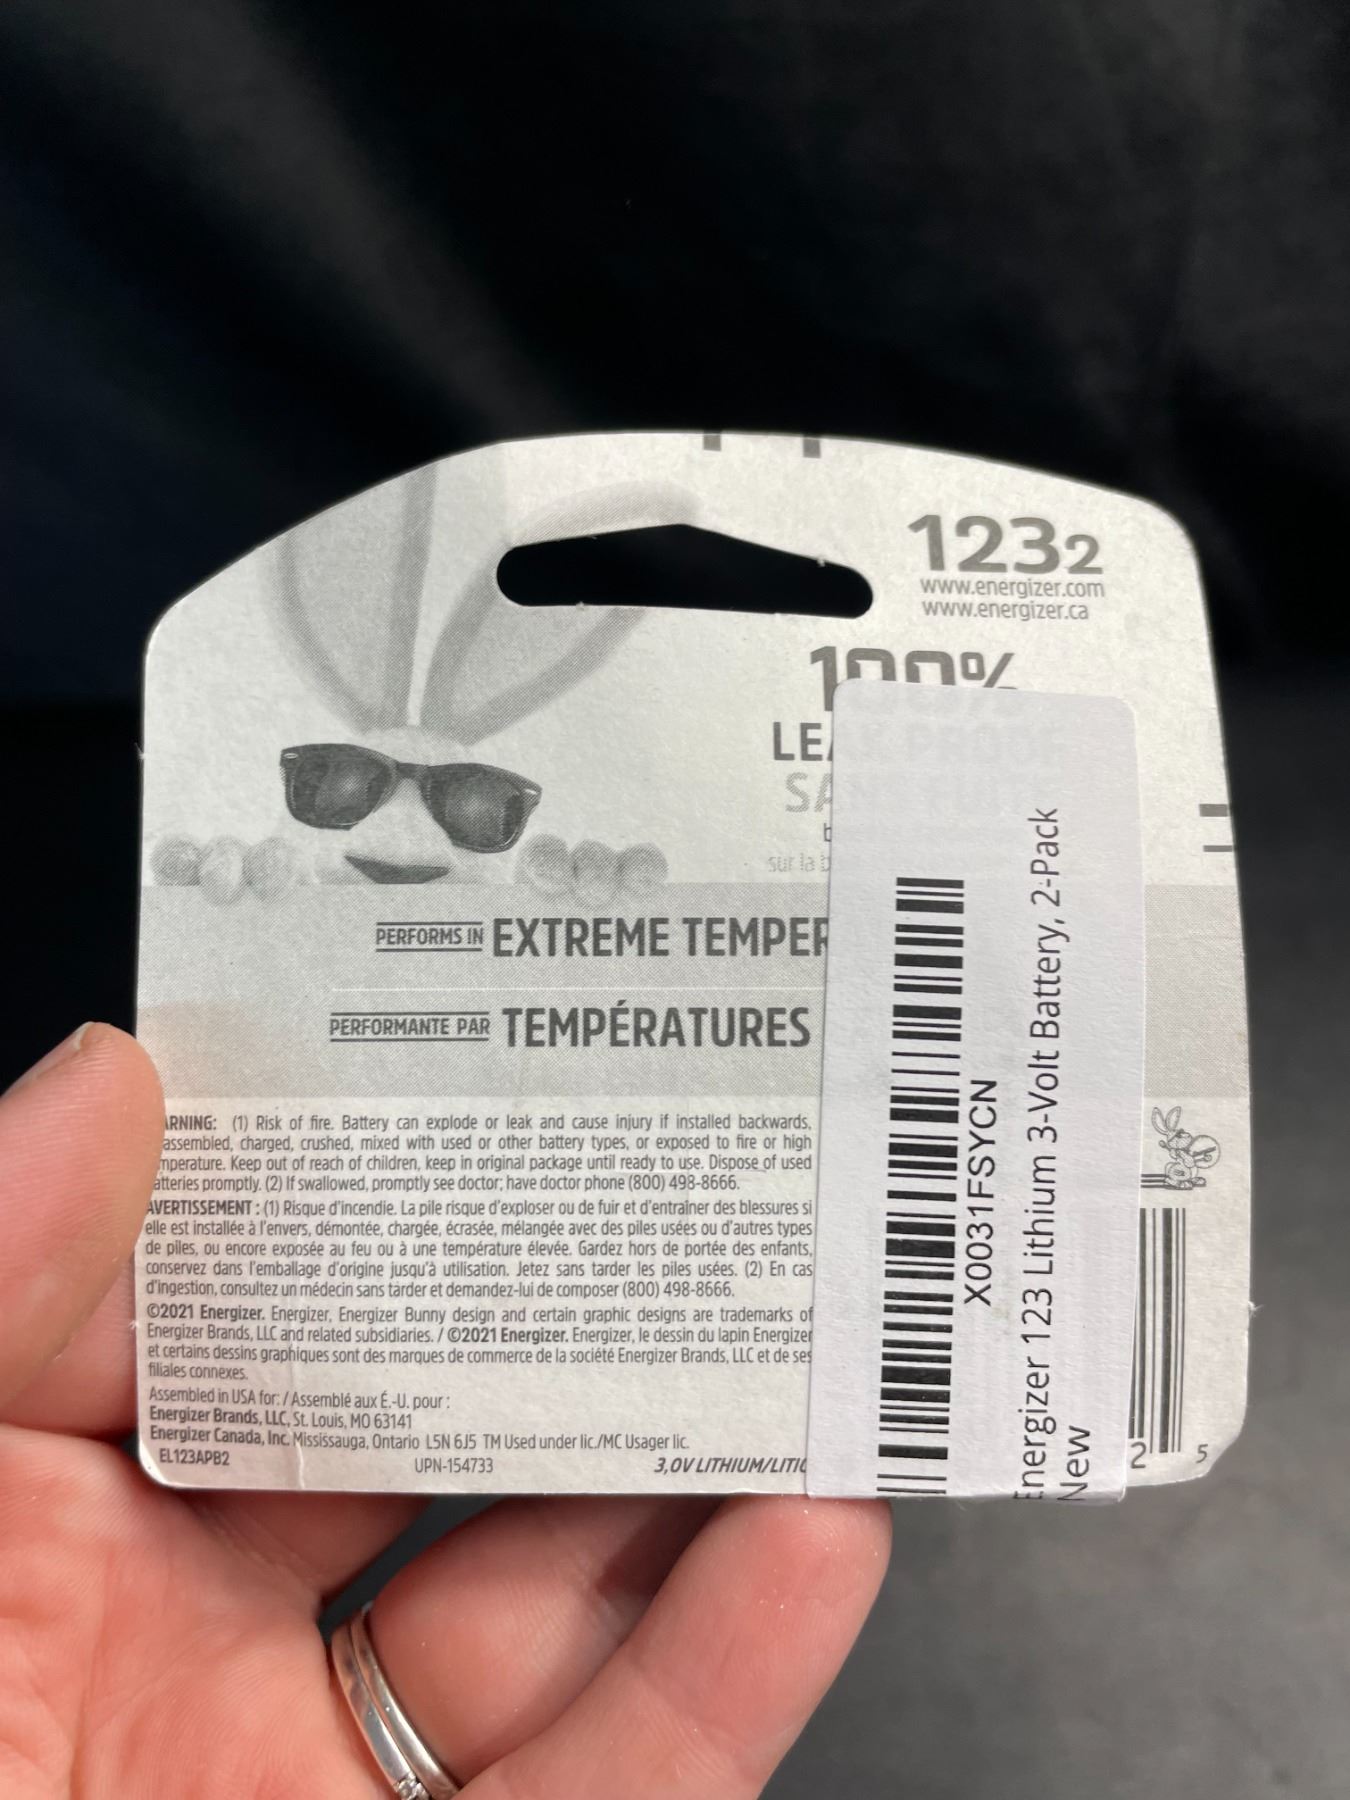 1232
www.energizer.com
www.energizer.ca
100%
PERFORMS IN EXTREME
PERFORMANTE PAR TEMPÉRATURES
(1) Risk of fire. Battery can explode or leak and cause injury if installed backwards,
charged, crushed, mixed with used or other battery types, or exposed to fire or high
Keep out of reach of children, keep in original package until ready to use. Dispose of used
promptly. (2) If swallowed, promptly see doctor; have doctor phone (800) 498-8666.
AVERTISSEMENT : (1) Risque d'incendie. La pile risque d'exploser ou de fuir et d'entraîner des blessures si
elle est installée à l'envers, démontée, chargée, écrasée, mélangée avec des piles usées ou d'autres types
de piles, ou encore exposée au feu ou à une température élevée. Gardez hors de portée des enfants,
conservez dans l'emballage d'origine jusqu'à utilisation. Jetez sans tarder les piles usées. (2) En cas
d'ingestion, consultez un médecin sans tarder et demandez-lui de composer (800) 498-8666.
©2021 Energizer. Energizer, Energizer Bunny design and certain graphic designs are trademarks of
Energizer Brands, LLC and related subsidiaries. / ©2021 Energizer. Energizer, le dessin du lapin Energizer
et certains dessins graphiques sont des marques de commerce de la société Energizer Brands, LLC et de ses
filiales connexes.
Assembled in USA for: / Assemblé aux É.-U. pour :
Energizer Brands, LLC, St. Louis, MO 63141
Energizer Canada, Inc. Mississauga, Ontario L5N 6J5 TM Used under lic./MC Usager lic.
EL123APB2 UPN-154733 3,0V LITHIUM/
X0031FSYCN
Energizer 123 Lithium 3-Volt Battery, 2-Pack
New
2 5